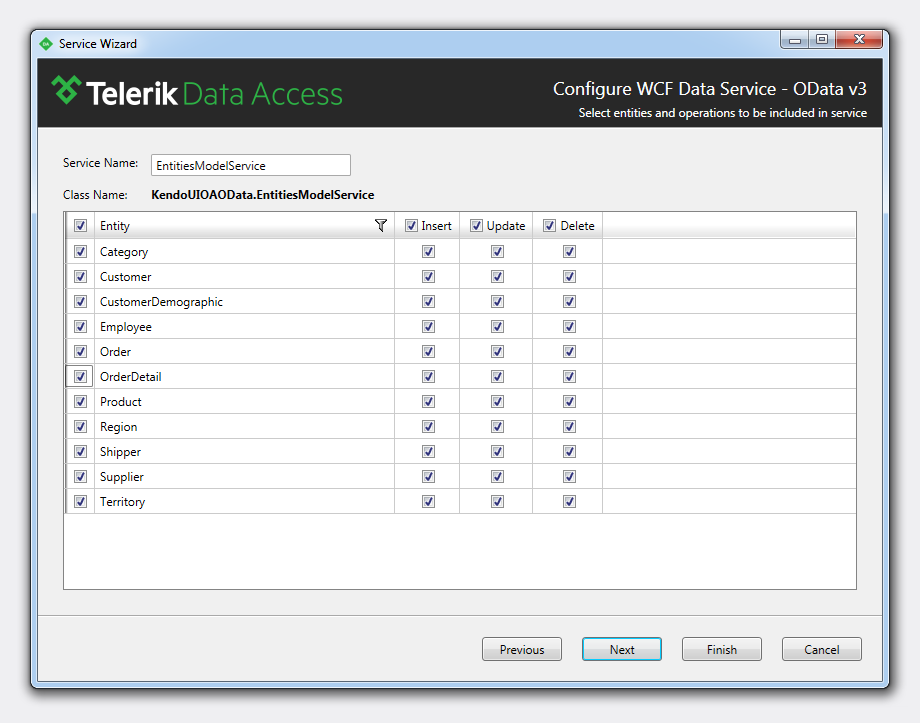 Service Wizard
Telerik Data Access
Configure WCF Data Service - OData v3
Select entities and operations to be included in service
Service Name: EntitiesModelService
Class Name: KendoUIOAOData.EntitiesModelService
Entity Insert Update Delete
Category
Customer
CustomerDemographic
Employee
Order
OrderDetail
Product
Region
Shipper
Supplier
Territory
Previous Next Finish Cancel